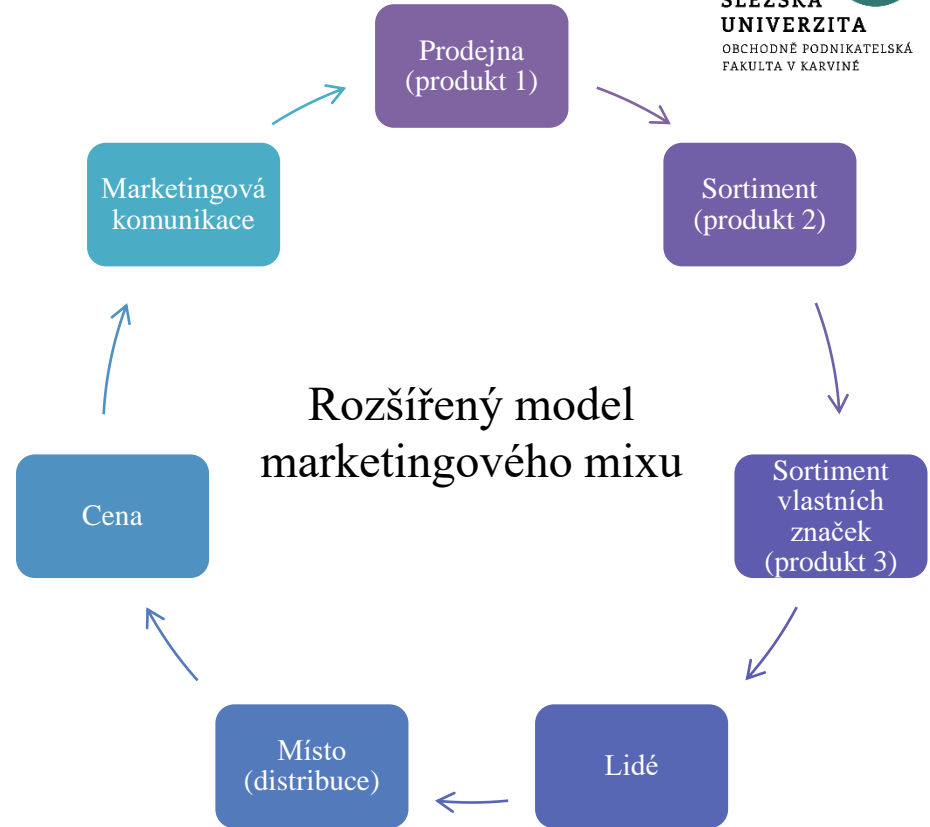 SLEZSKÁ
UNIVERZITA
OBCHODNĚ PODNIKATELSKÁ
FAKULTA V KARVINÉ
Prodejna
(produkt 1)
Sortiment
(produkt 2)
Sortiment
vlastních
značek
(produkt 3)
Lidé
Místo
(distribuce)
Cena
Marketingová
komunikace
Rozšířený model
marketingového mixu